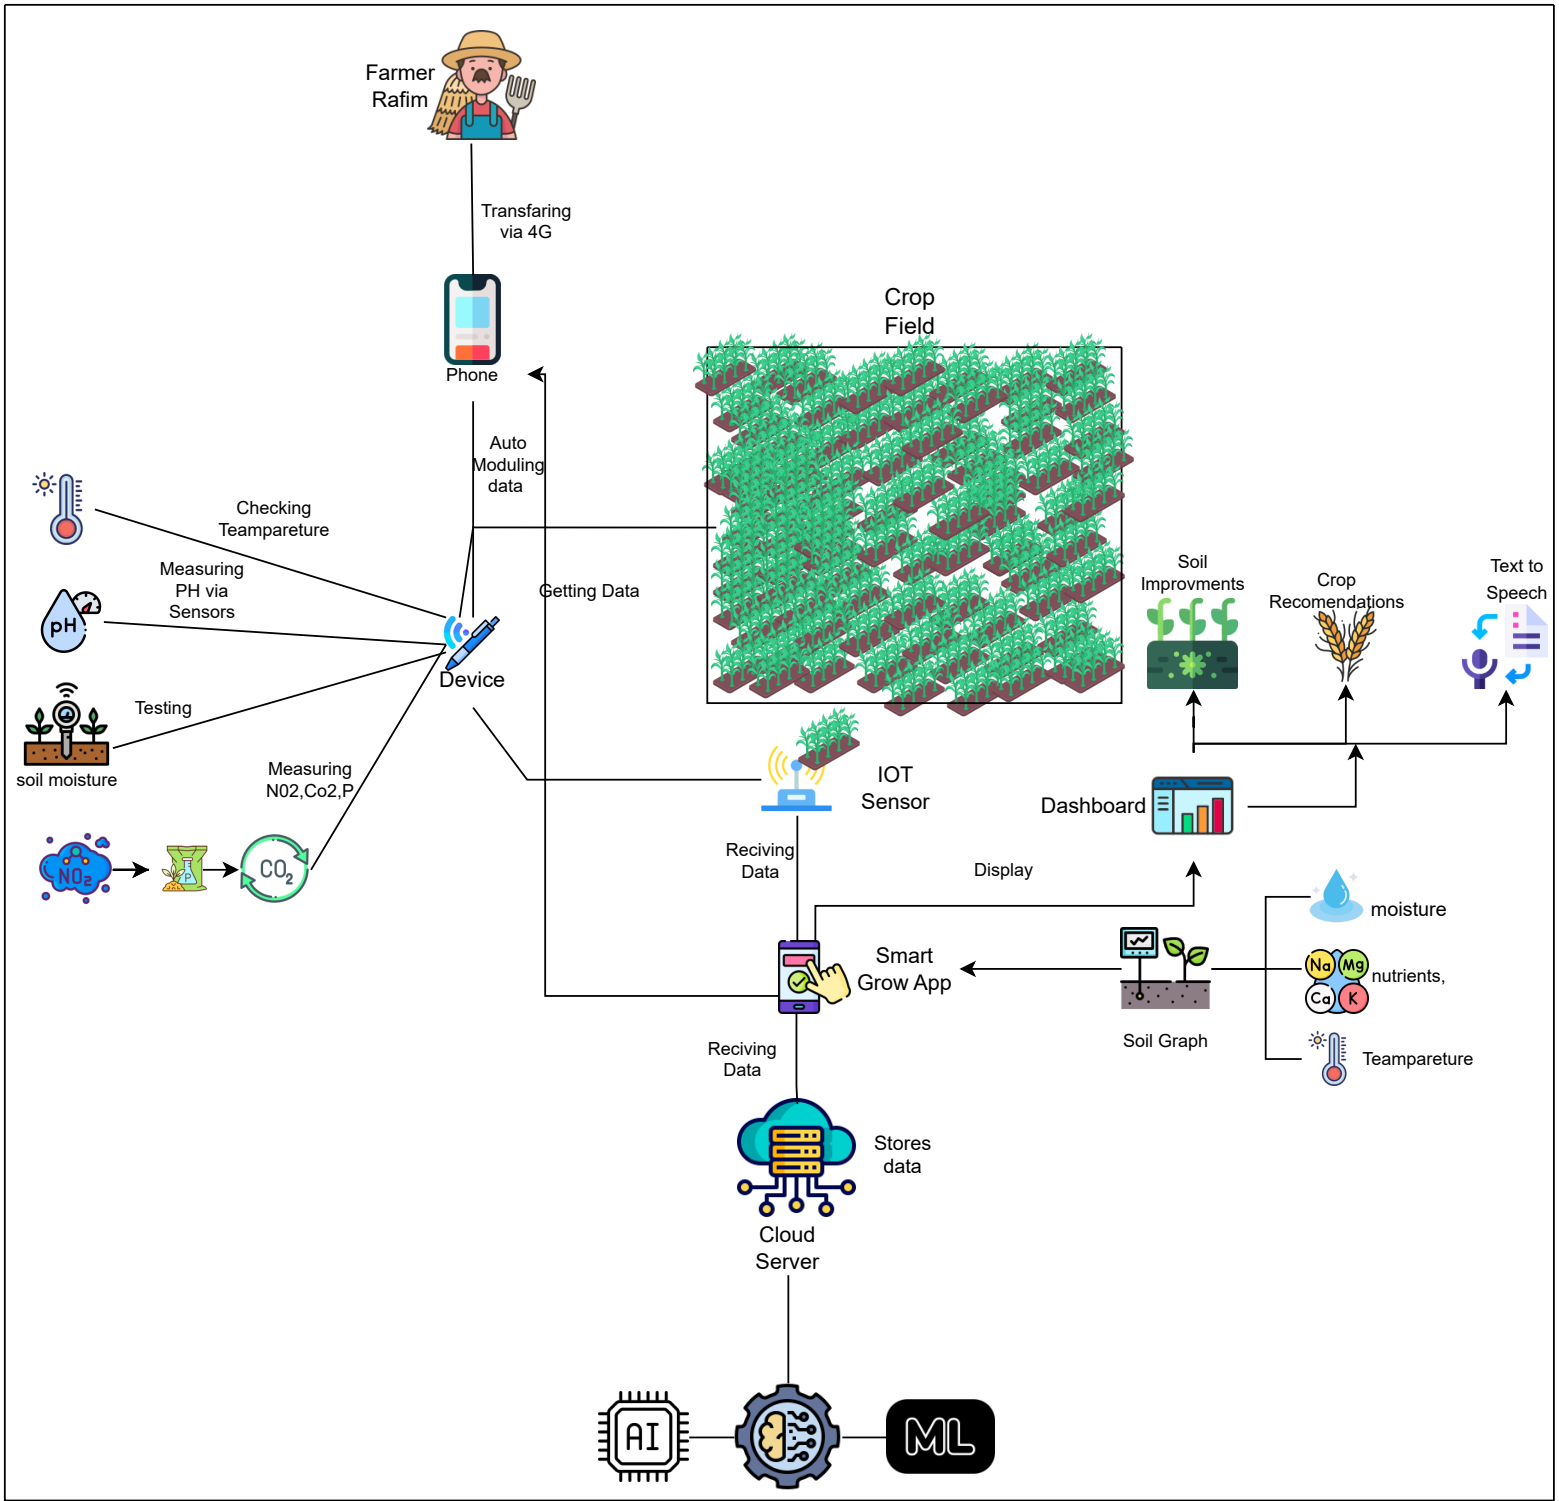 Farmer
Rafim
Transfaring
via 4G
Phone
Crop
Field
Auto
Moduling
data
Checking
Teampareture
Measuring
PH via
Sensors
pH
Getting Data
Device
Testing
soil moisture
Measuring
N02,Co2,P
NO2
P
CO2
Soil
Improvments
Crop
Recomendations
Text to
Speech
IOT
Sensor
Dashboard
Reciving
Data
Display
Smart
Grow App
Soil Graph
moisture
Na Mg
Ca K
nutrients,
Teampareture
Reciving
Data
Stores
data
Cloud
Server
AI
ML